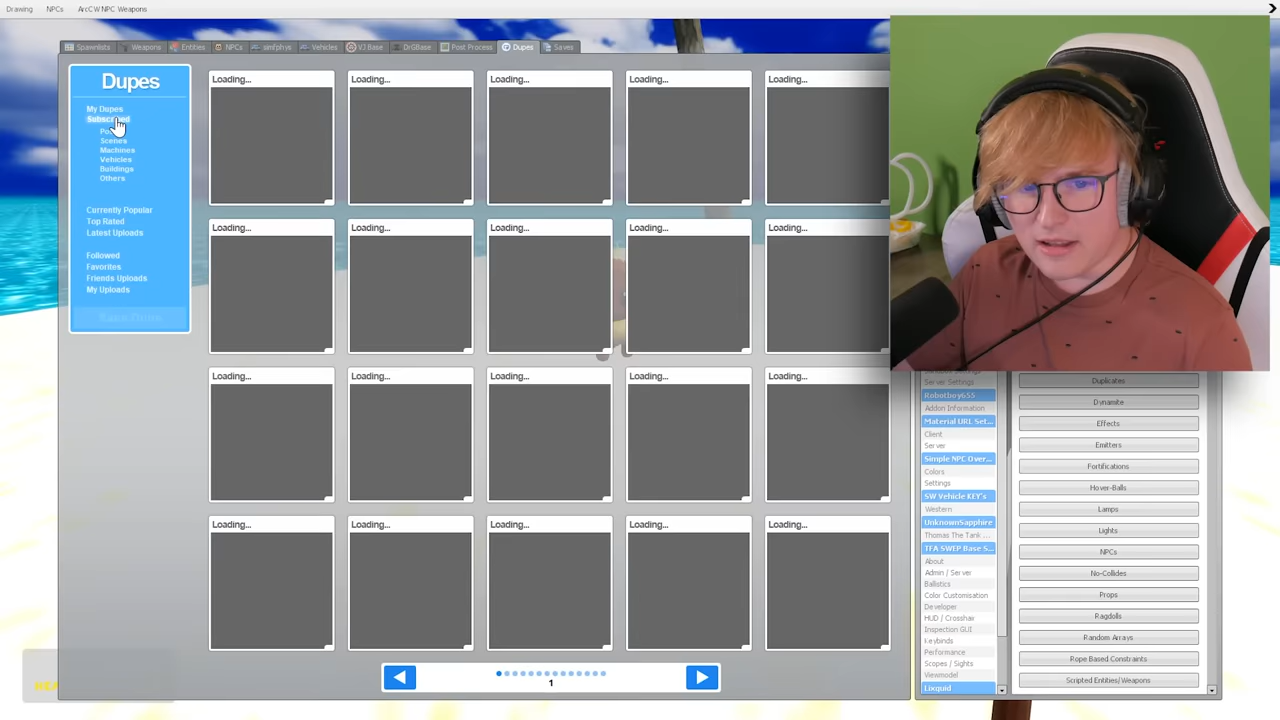 Drawing NPCs ArcCW NPC Weapons
Spawnlists Weapons Entities NPCs simfphys Vehicles VJ Base DrGBase Post Process Dupes Saves
Dupes
My Dupes
Subscribed
Scenes
Machines
Vehicles
Buildings
Others
Currently Popular
Top Rated
Latest Uploads
Followed
Favorites
Friends Uploads
My Uploads
Loading... Loading... Loading... Loading... Loading...
Loading... Loading... Loading... Loading... Loading...
Loading... Loading... Loading... Loading... Loading...
Loading... Loading... Loading... Loading... Loading...
1
Server Settings
Robotboy655
Addon Information
Material URL Set...
Client
Server
Simple NPC Over...
Colors
Settings
SW Vehicle KEY's
Western
UnknownSapphire
Thomas The Tank ...
TFA SWEP Base S...
About
Admin / Server
Ballistics
Color Customisation
Developer
HUD / Crosshair
Inspection GUI
Keybinds
Performance
Scopes / Sights
Viewmodel
Lixquid
Duplicates
Dynamite
Effects
Emitters
Fortifications
Hover-Balls
Lamps
Lights
NPCs
No-Collides
Props
Ragdolls
Random Arrays
Rope Based Constraints
Scripted Entities/Weapons